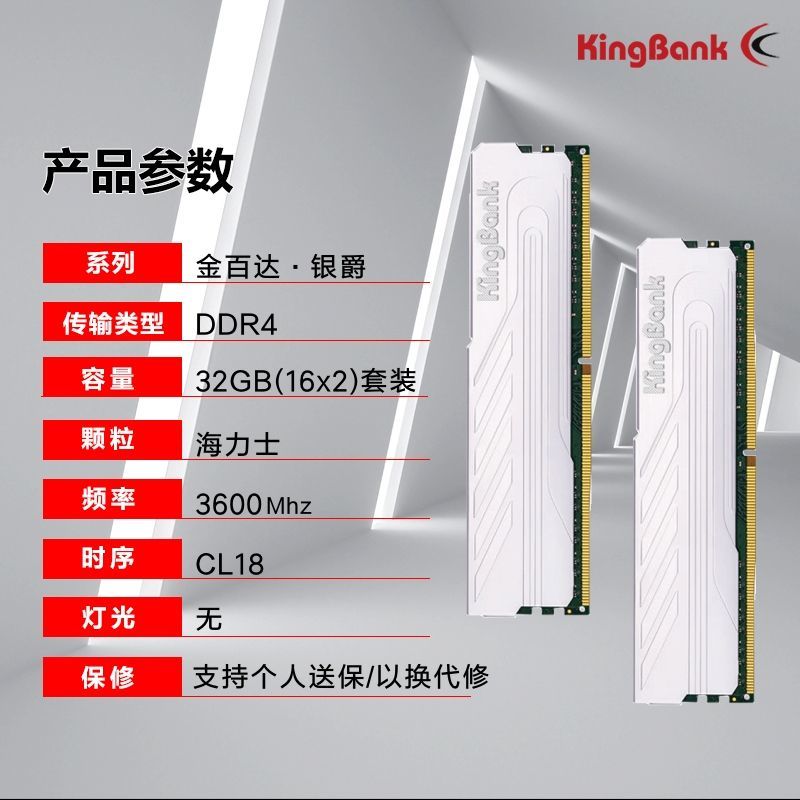 KingBank
产品参数
系列 金百达·银爵
传输类型 DDR4
容量 32GB(16x2)套装
颗粒 海力士
频率 3600Mhz
时序 CL18
灯光 无
保修 支持个人送保/以换代修
KingBank
KingBank